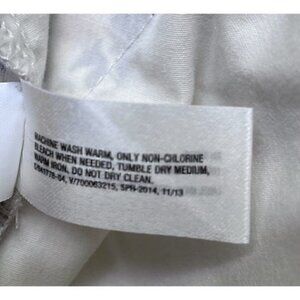 MACHINE WASH WARM, ONLY NON-CHLORINE
BLEACH WHEN NEEDED, TUMBLE DRY MEDIUM,
WARM IRON. DO NOT DRY CLEAN.
V/700063215, SPR-2014, 11/13